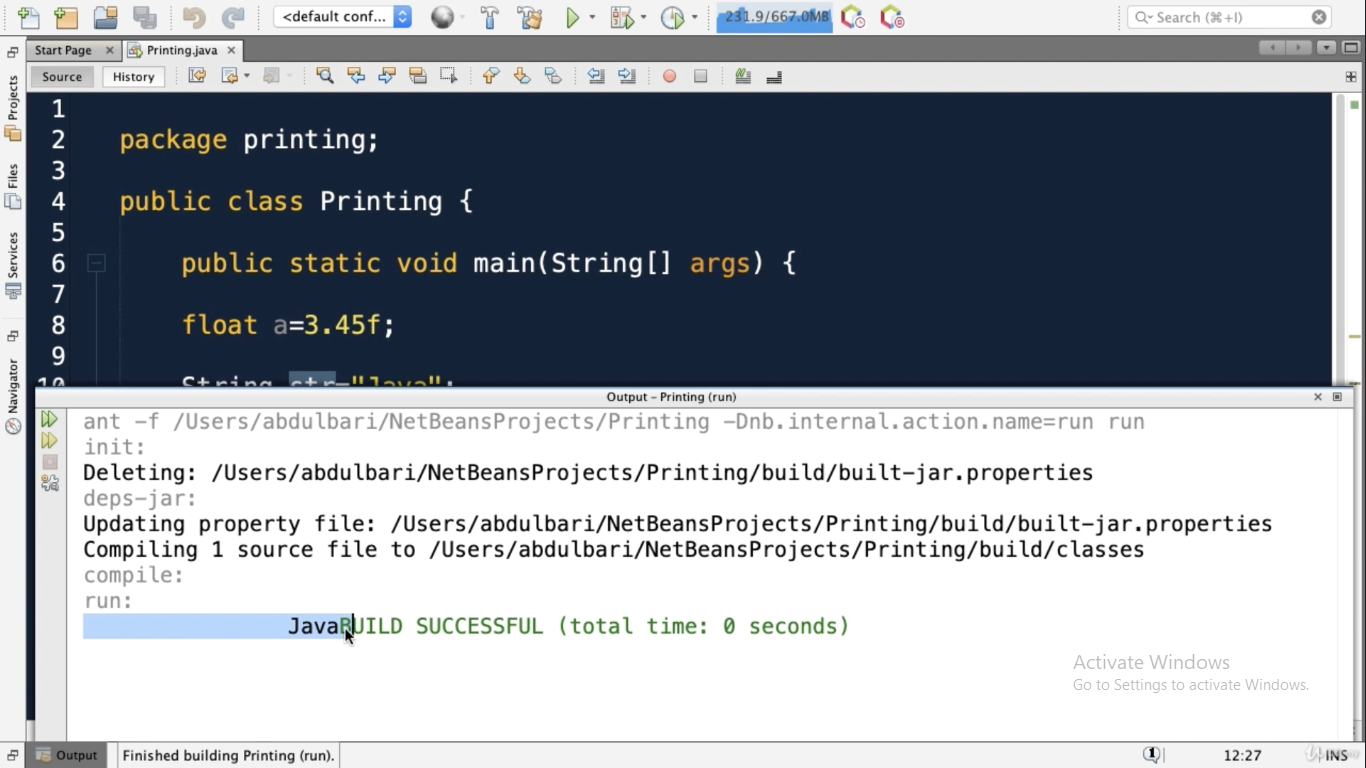 <default conf...
231.9/667.0MB
Search (⌘+I)
Start Page
Printing.java
Source
History
Projects
Files
Services
Navigator
1
2 package printing;
3
4 public class Printing {
5
6 public static void main(String[] args) {
7
8 float a=3.45f;
9
10 String str="Java";
Output – Printing (run)
ant -f /Users/abdulbari/NetBeansProjects/Printing -Dnb.internal.action.name=run run
init:
Deleting: /Users/abdulbari/NetBeansProjects/Printing/build/built-jar.properties
deps-jar:
Updating property file: /Users/abdulbari/NetBeansProjects/Printing/build/built-jar.properties
Compiling 1 source file to /Users/abdulbari/NetBeansProjects/Printing/build/classes
compile:
run:
JavaBUILD SUCCESSFUL (total time: 0 seconds)
Activate Windows
Go to Settings to activate Windows.
Output
Finished building Printing (run).
1
12:27
INS